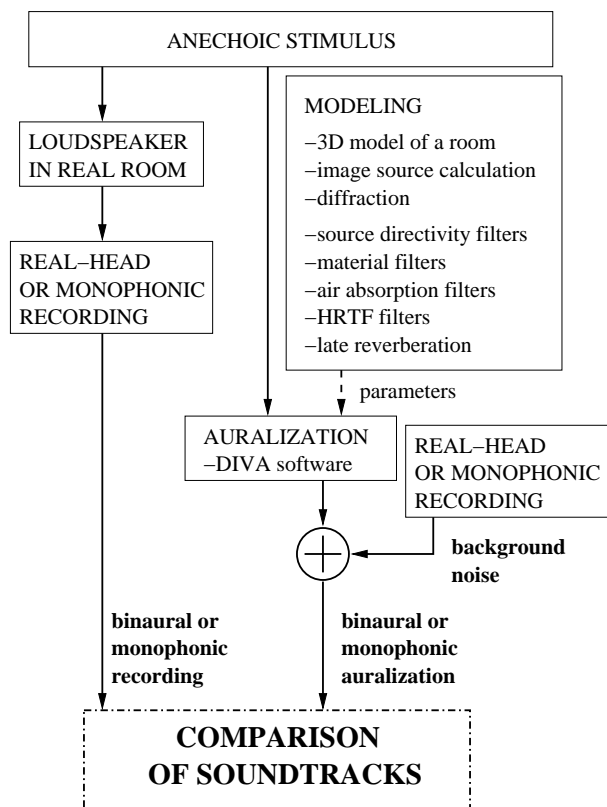 ANECHOIC STIMULUS
LOUDSPEAKER
IN REAL ROOM
REAL–HEAD
OR MONOPHONIC
RECORDING
MODELING
–3D model of a room
–image source calculation
–diffraction
–source directivity filters
–material filters
–air absorption filters
–HRTF filters
–late reverberation
parameters
AURALIZATION
–DIVA software
REAL–HEAD
OR MONOPHONIC
RECORDING
background
noise
binaural or
monophonic
recording
binaural or
monophonic
auralization
COMPARISON
OF SOUNDTRACKS